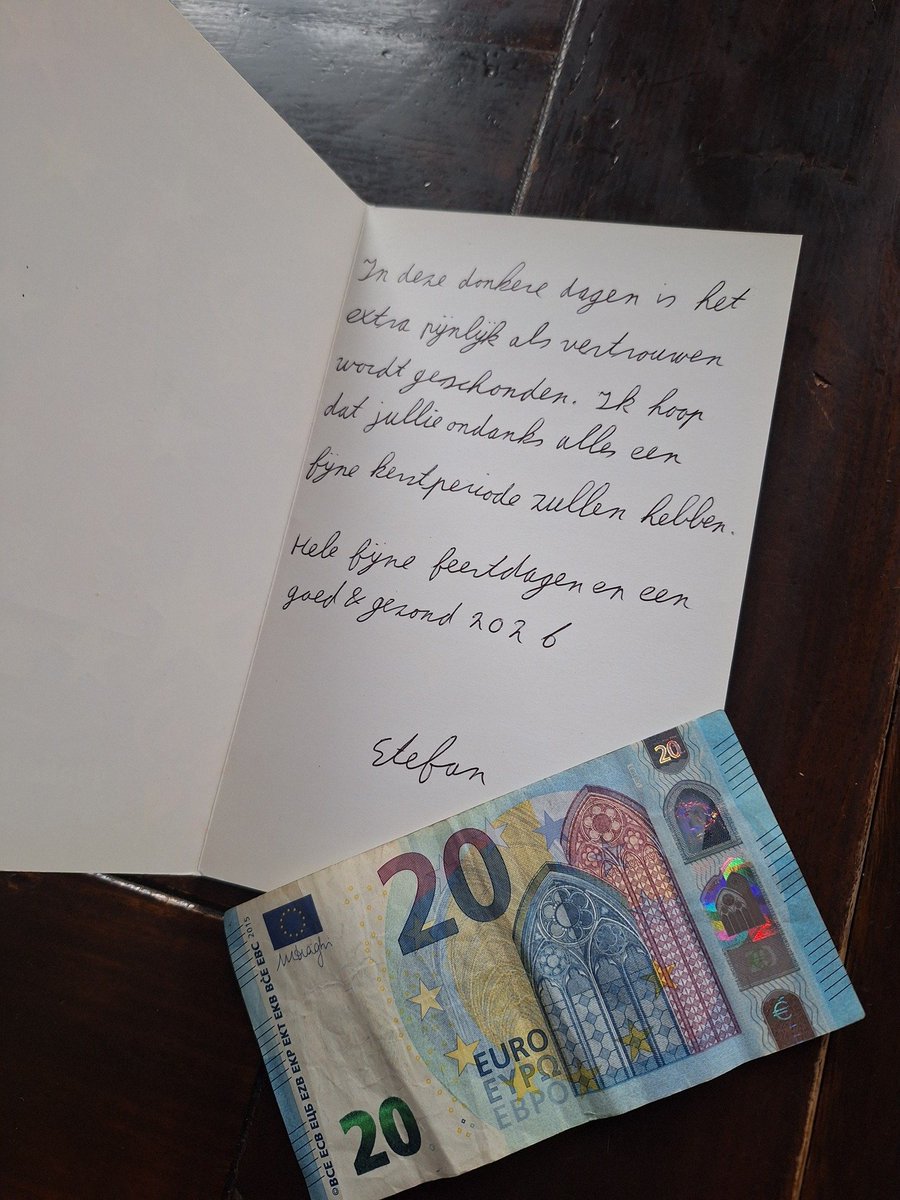 In deze donkere dagen is het
extra pijnlijk als vertrouwen
wordt geschonden. Ik hoop
dat jullie ondanks alles een
fijne kerstperiode zullen hebben.
Hele fijne feestdagen en een
goed & gezond 2026
Stefan
20
20
20
EURO
ΕΥΡΩ
ЕВРО
©BCE ECB ЕЦБ EZB EKP EKT EKB BĊE EBC 2015
€